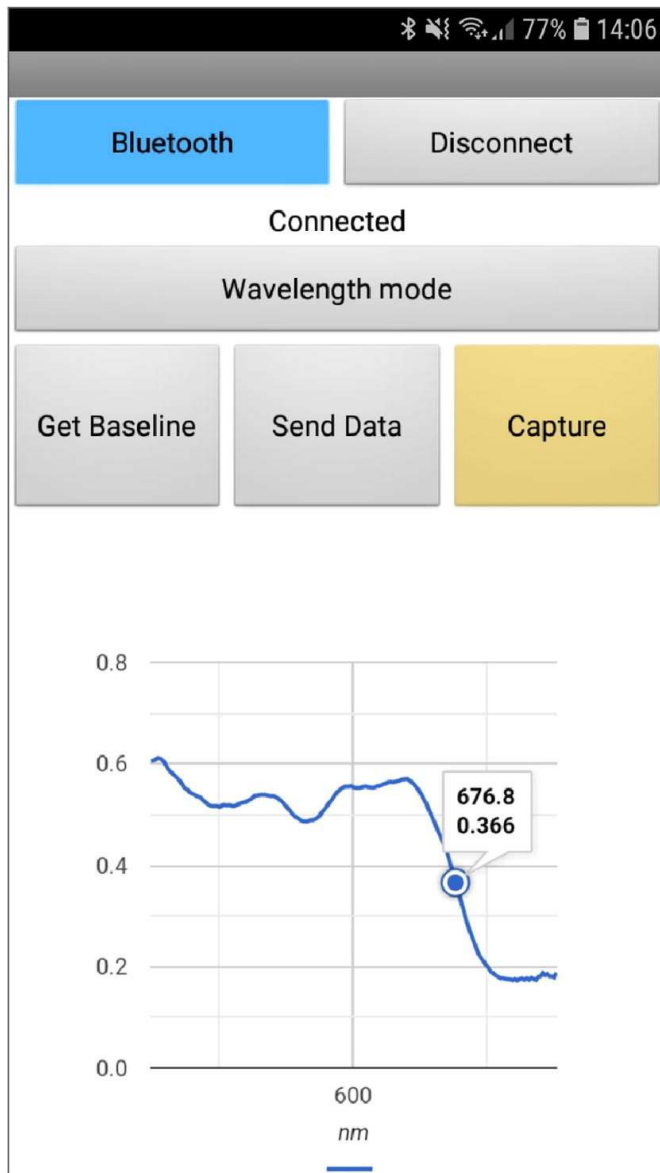 77% 14:06
Bluetooth
Disconnect
Connected
Wavelength mode
Get Baseline
Send Data
Capture
0.8
0.6
676.8
0.366
0.4
0.2
0.0
600
nm